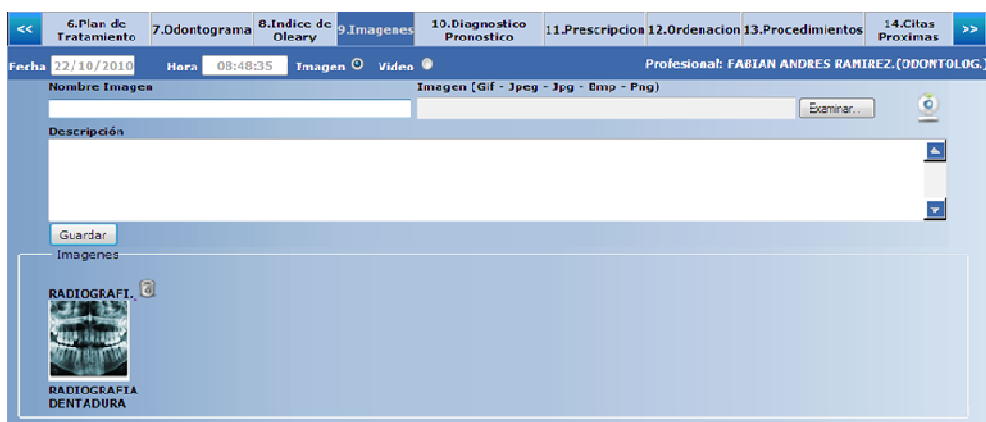 << 6.Plan de Tratamiento 7.Odontograma 8.Indice de Oleary 9.Imagenes 10.Diagnostico Pronostico 11.Prescripcion 12.Ordenacion 13.Procedimientos 14.Citas Proximas >>
Fecha 22/10/2010 Hora 08:48:35 Imagen Video Profesional: FABIAN ANDRES RAMIREZ.(ODONTOLOG.)
Nombre Imagen Imagen (Gif - Jpeg - Jpg - Bmp - Png)
Examinar..
Descripción
Guardar
Imagenes
RADIOGRAFI..
RADIOGRAFIA
DENTADURA